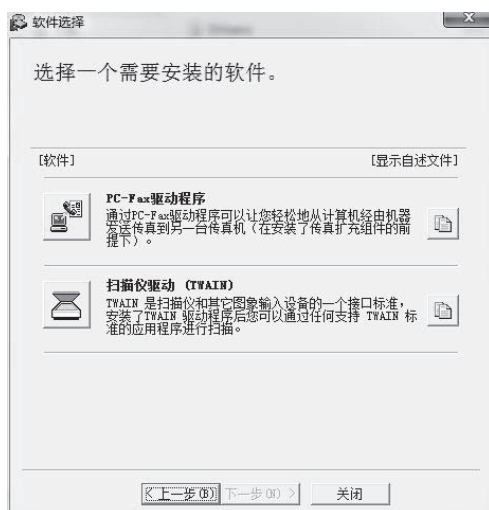 软件选择
选择一个需要安装的软件。
[软件] [显示自述文件]
PC-Fax驱动程序
通过PC-Fax驱动程序可以让您轻松地从计算机经由机器
发送传真到另一台传真机（在安装了传真扩充组件的前
提下）。
扫描仪驱动 (TWAIN)
TWAIN 是扫描仪和其它图象输入设备的一个接口标准，
安装了TWAIN 驱动程序后您可以通过任何支持 TWAIN 标
准的应用程序进行扫描。
<上一步(B) 下一步(N) > 关闭